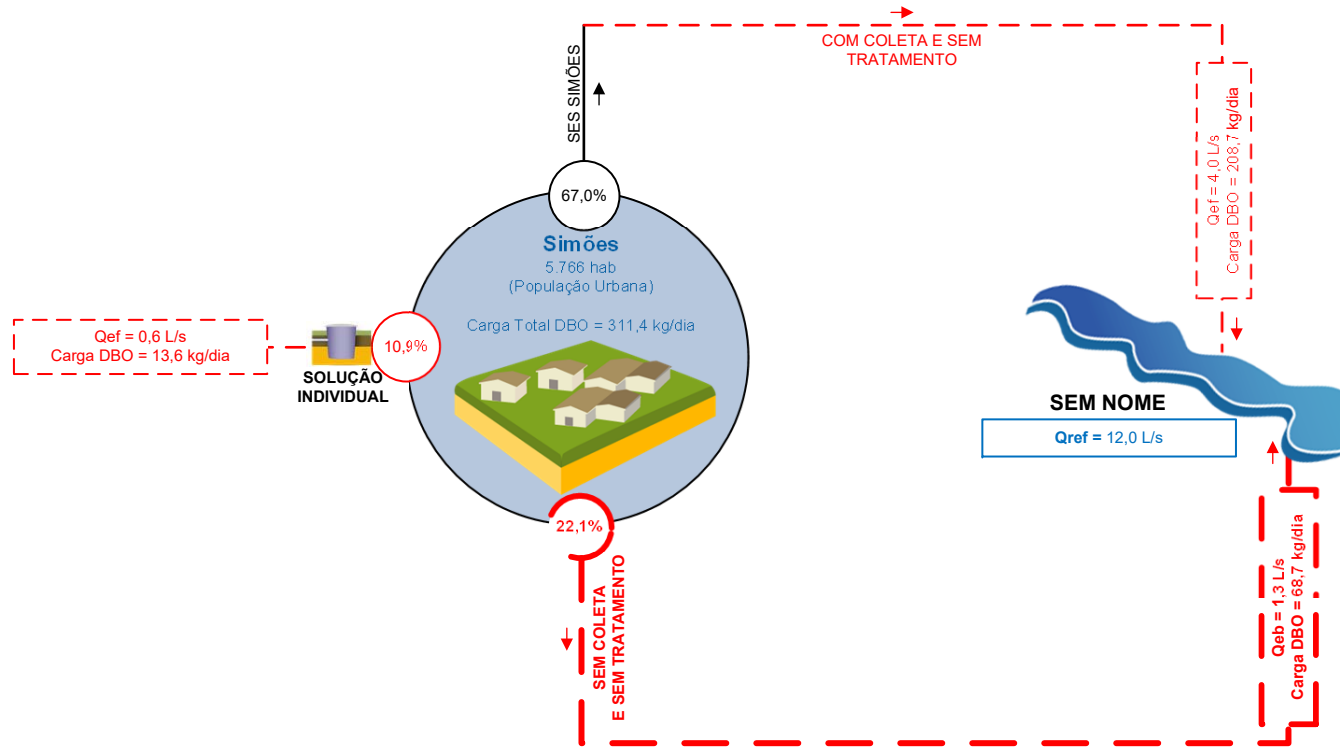 COM COLETA E SEM
TRATAMENTO
SES SIMÕES
67,0%
Qef = 4,0 L/s
Carga DBO = 208,7 kg/dia
Simões
5.766 hab
(População Urbana)
Carga Total DBO = 311,4 kg/dia
Qef = 0,6 L/s
Carga DBO = 13,6 kg/dia
10,9%
SOLUÇÃO
INDIVIDUAL
SEM NOME
Qref = 12,0 L/s
22,1%
SEM COLETA
E SEM TRATAMENTO
Qeb = 1,3 L/s
Carga DBO = 68,7 kg/dia